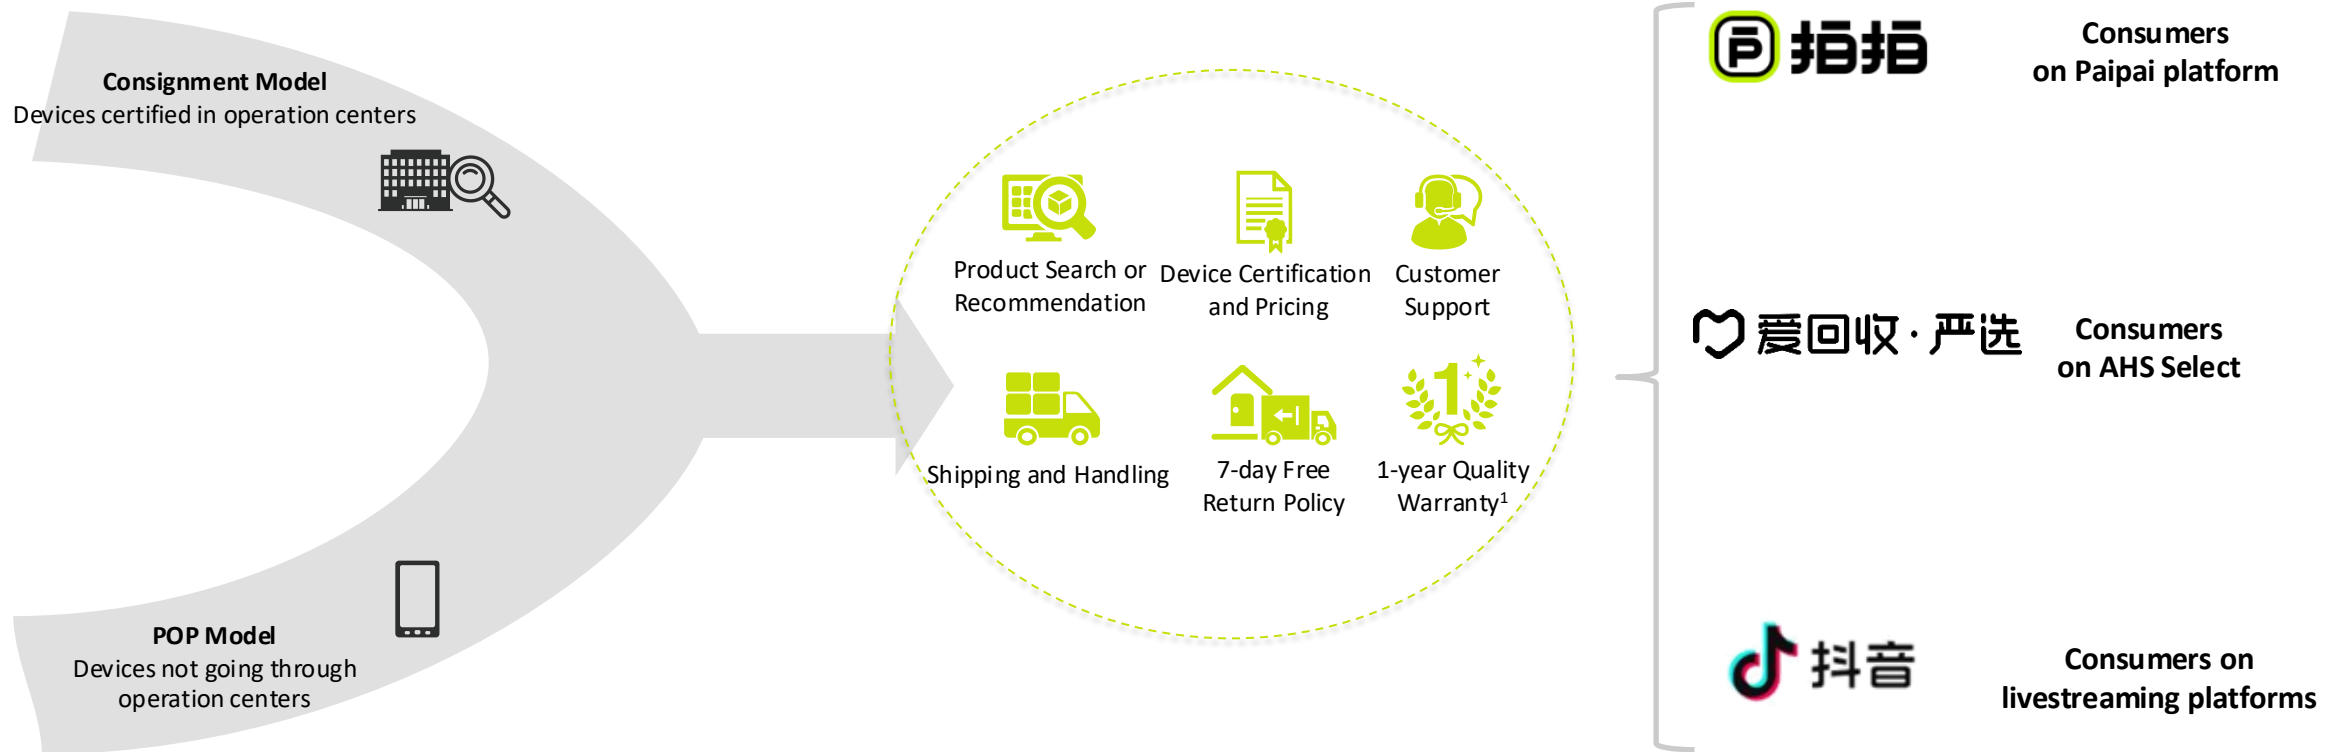 Consignment Model
Devices certified in operation centers
POP Model
Devices not going through
operation centers
Product Search or
Recommendation
Device Certification
and Pricing
Customer
Support
1
Shipping and Handling
7-day Free
Return Policy
1-year Quality
Warranty¹
P 拍拍
Consumers
on Paipai platform
爱回收·严选
Consumers
on AHS Select
抖音
Consumers on
livestreaming platforms